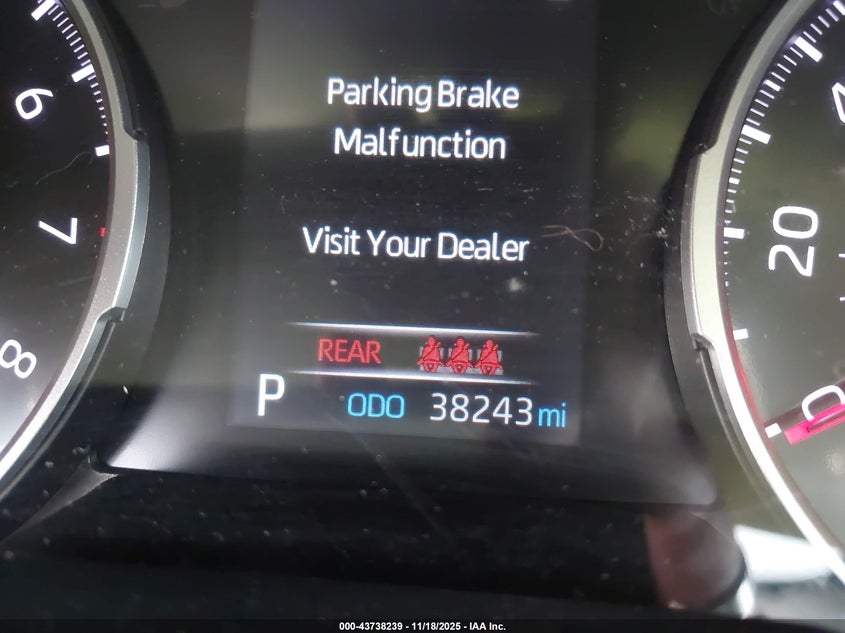 Parking Brake
Malfunction
Visit Your Dealer
REAR
P ODO 38243 mi
6
7
8
20
0
000-43738239 - 11/18/2025 - IAA Inc.